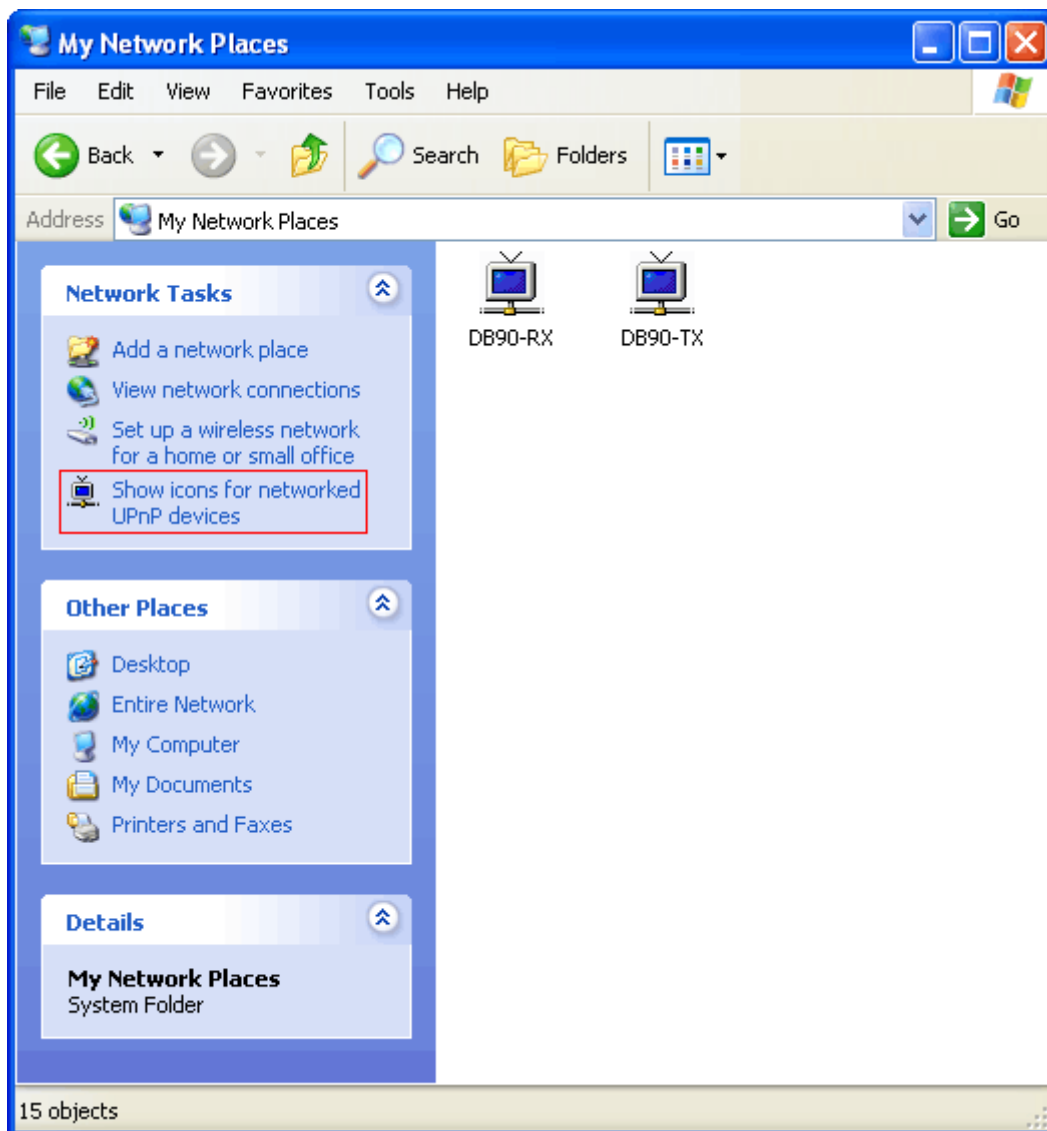 My Network Places
File Edit View Favorites Tools Help
Back Search Folders
Address My Network Places Go
Network Tasks
Add a network place
View network connections
Set up a wireless network
for a home or small office
Show icons for networked
UPnP devices
Other Places
Desktop
Entire Network
My Computer
My Documents
Printers and Faxes
Details
My Network Places
System Folder
DB90-RX DB90-TX
15 objects